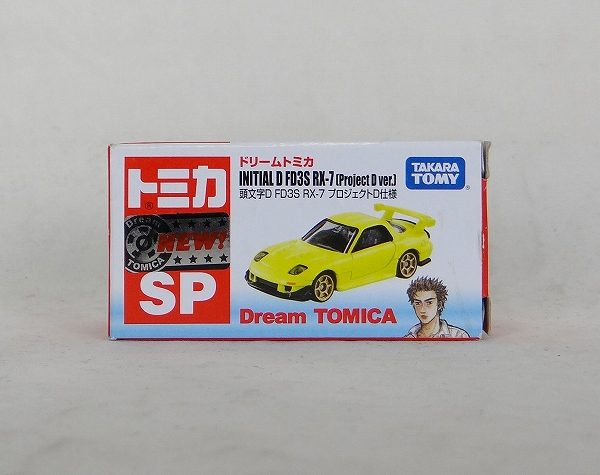 トミカ
®
Dream
NEW!
TOMICA
SP
ドリームトミカ
INITIAL D FD3S RX-7 (Project D ver.)
頭文字D FD3S RX-7 プロジェクトD仕様
TAKARA
TOMY®
Dream TOMICA